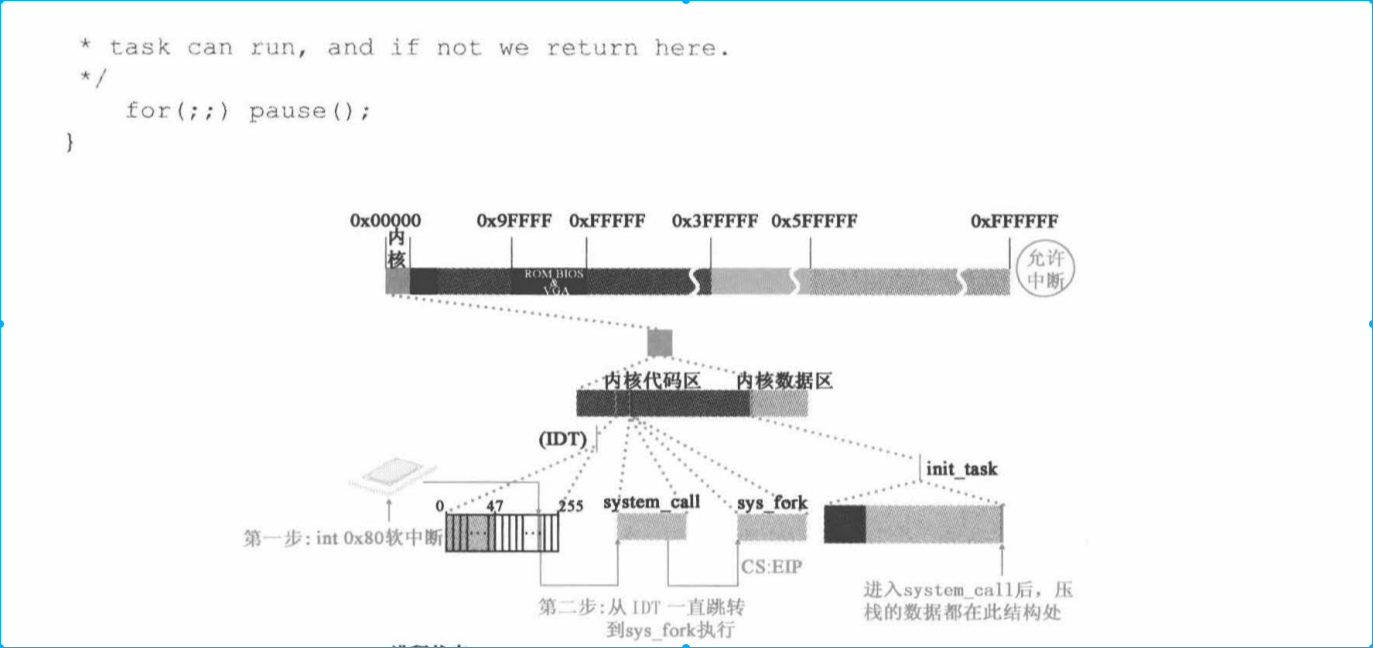 * task can run, and if not we return here.
*/
for(;;) pause();
}
0x00000 0x9FFFF 0xFFFFF 0x3FFFFF 0x5FFFFF 0xFFFFFF
内
核
ROM BIOS
&
VGA
允许
中断
内核代码区 内核数据区
(IDT)
init_task
0 47 255 system_call sys_fork
第一步: int 0x80软中断
CS:EIP
第二步:从 IDT 一直跳转
到sys_fork执行
进入system_call后，压
栈的数据都在此结构处